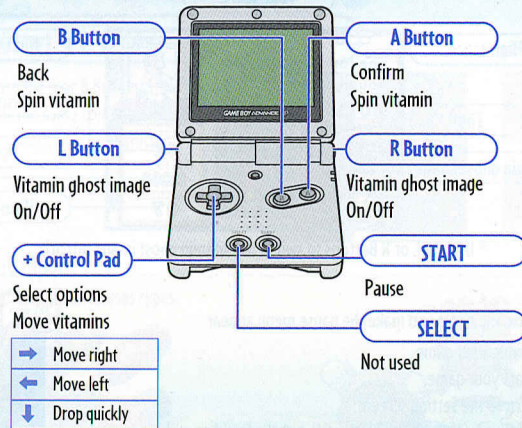 B Button
Back
Spin vitamin
A Button
Confirm
Spin vitamin
GAME BOY ADVANCE SP
L Button
Vitamin ghost image
On/Off
R Button
Vitamin ghost image
On/Off
+ Control Pad
Select options
Move vitamins
Move right
Move left
Drop quickly
START
Pause
SELECT
Not used